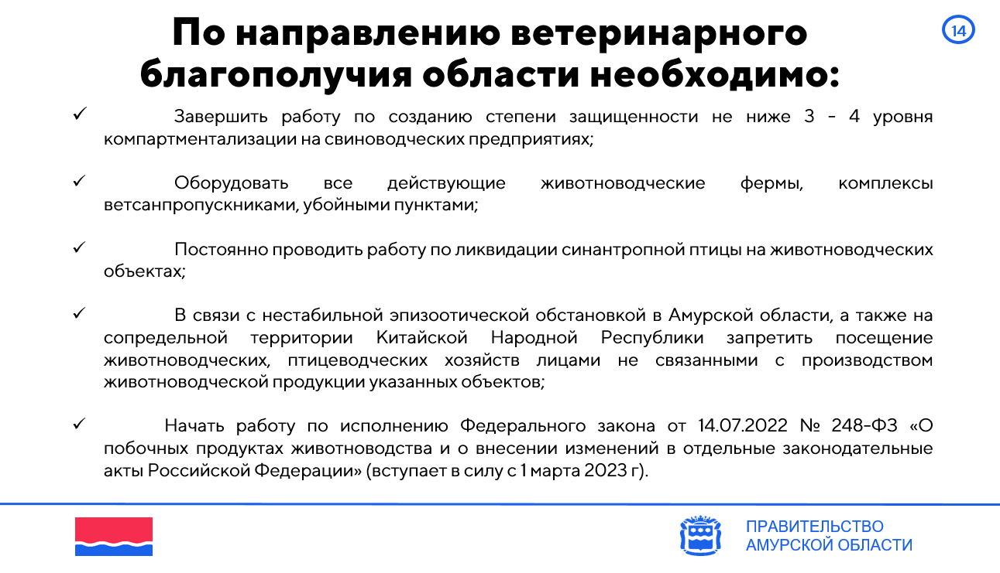 По направлению ветеринарного
благополучия области необходимо:
14
✓ Завершить работу по созданию степени защищенности не ниже 3 - 4 уровня
компартментализации на свиноводческих предприятиях;
✓ Оборудовать все действующие животноводческие фермы, комплексы
ветсанпропускниками, убойными пунктами;
✓ Постоянно проводить работу по ликвидации синантропной птицы на животноводческих
объектах;
✓ В связи с нестабильной эпизоотической обстановкой в Амурской области, а также на
сопредельной территории Китайской Народной Республики запретить посещение
животноводческих, птицеводческих хозяйств лицами не связанными с производством
животноводческой продукции указанных объектов;
✓ Начать работу по исполнению Федерального закона от 14.07.2022 № 248-ФЗ «О
побочных продуктах животноводства и о внесении изменений в отдельные законодательные
акты Российской Федерации» (вступает в силу с 1 марта 2023 г).
ПРАВИТЕЛЬСТВО
АМУРСКОЙ ОБЛАСТИ